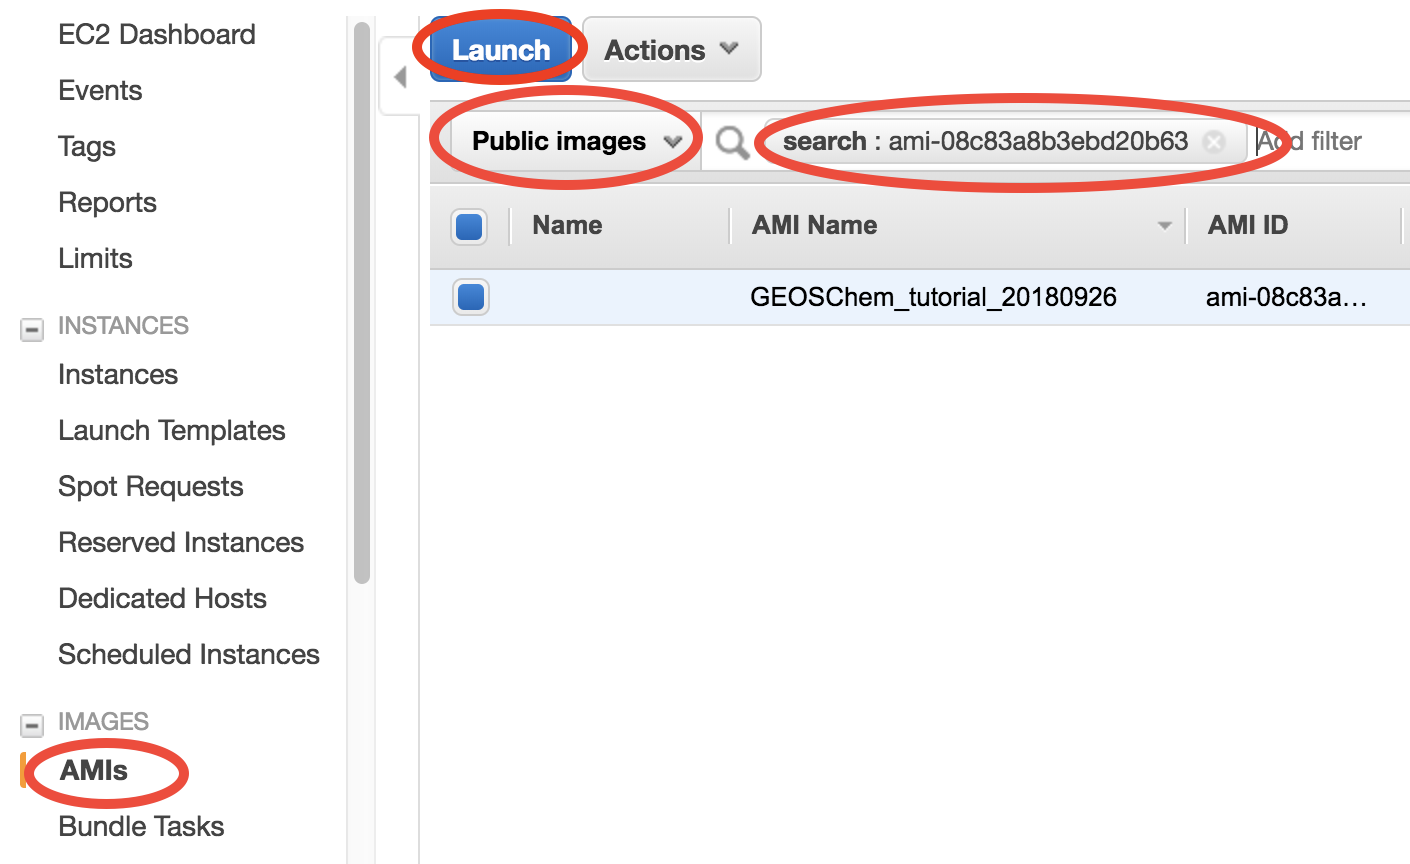 EC2 Dashboard
Events
Tags
Reports
Limits
INSTANCES
Instances
Launch Templates
Spot Requests
Reserved Instances
Dedicated Hosts
Scheduled Instances
IMAGES
AMIs
Bundle Tasks
Launch Actions
Public images search : ami-08c83a8b3ebd20b63 Add filter
Name AMI Name AMI ID
GEOSChem_tutorial_20180926 ami-08c83a…